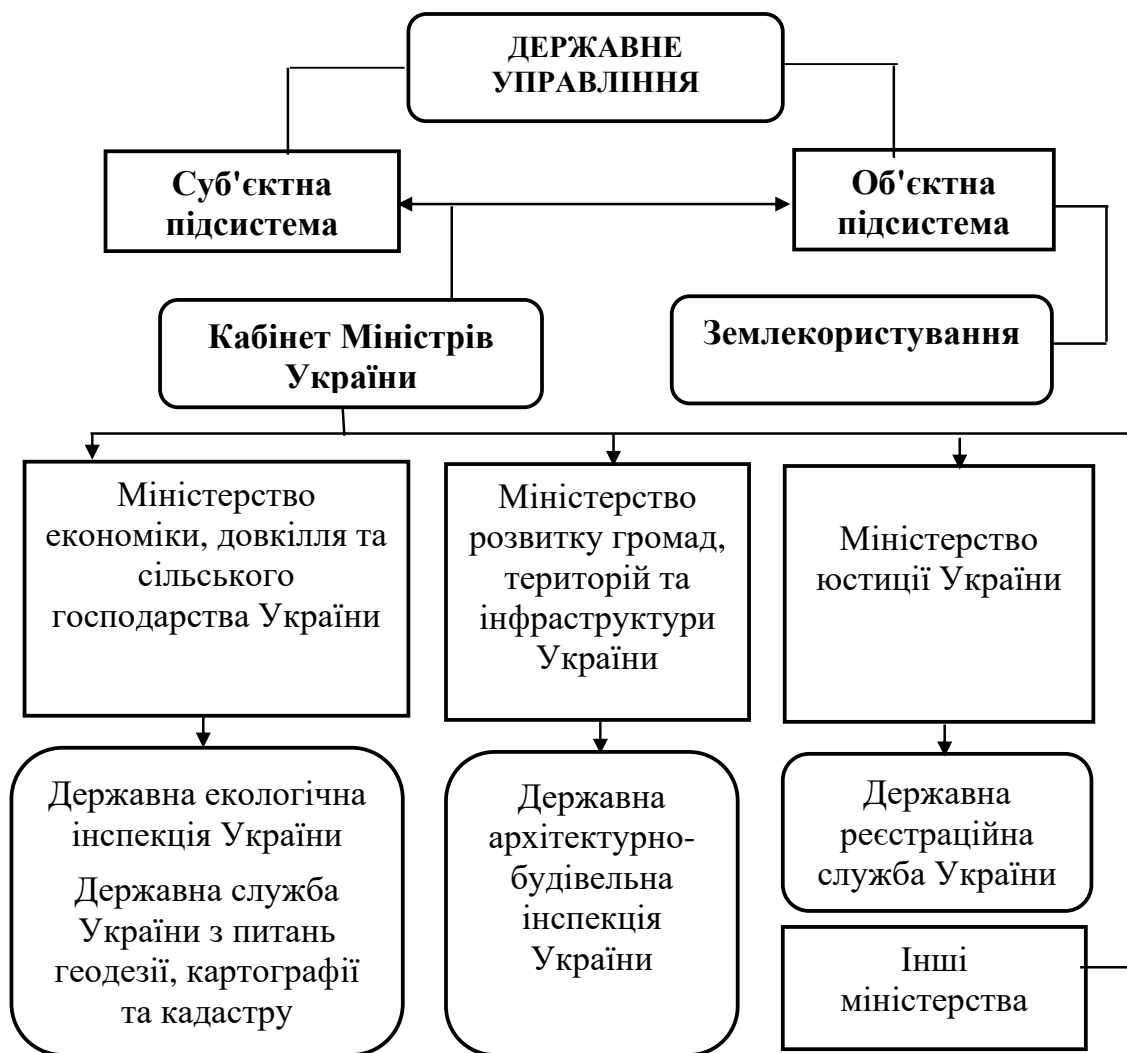 ДЕРЖАВНЕ
УПРАВЛІННЯ
Суб'єктна
підсистема
Об'єктна
підсистема
Кабінет Міністрів
України
Землекористування
Міністерство
економіки, довкілля та
сільського
господарства України
Міністерство
розвитку громад,
територій та
інфраструктури
України
Міністерство
юстиції України
Державна екологічна
інспекція України
Державна служба
України з питань
геодезії, картографії
та кадастру
Державна
архітектурно-
будівельна
інспекція
України
Державна
реєстраційна
служба України
Інші
міністерства